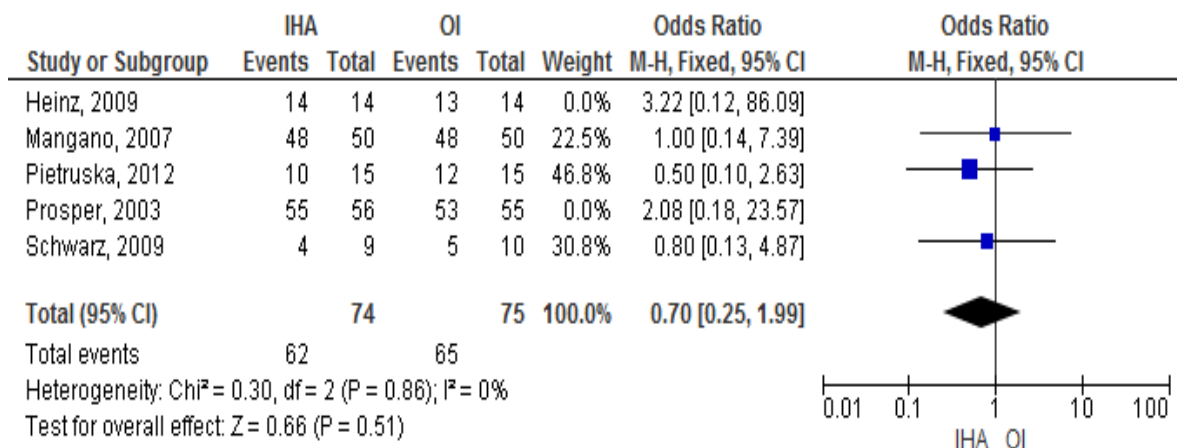 IHA OI Odds Ratio Odds Ratio
Study or Subgroup Events Total Events Total Weight M-H, Fixed, 95% CI M-H, Fixed, 95% CI
Heinz, 2009 14 14 13 14 0.0% 3.22 [0.12, 86.09]
Mangano, 2007 48 50 48 50 22.5% 1.00 [0.14, 7.39]
Pietruska, 2012 10 15 12 15 46.8% 0.50 [0.10, 2.63]
Prosper, 2003 55 56 53 55 0.0% 2.08 [0.18, 23.57]
Schwarz, 2009 4 9 5 10 30.8% 0.80 [0.13, 4.87]
Total (95% CI) 74 75 100.0% 0.70 [0.25, 1.99]
Total events 62 65
Heterogeneity: Chi² = 0.30, df = 2 (P = 0.86); I² = 0%
Test for overall effect: Z = 0.66 (P = 0.51)
0.01 0.1 1 10 100
IHA OI